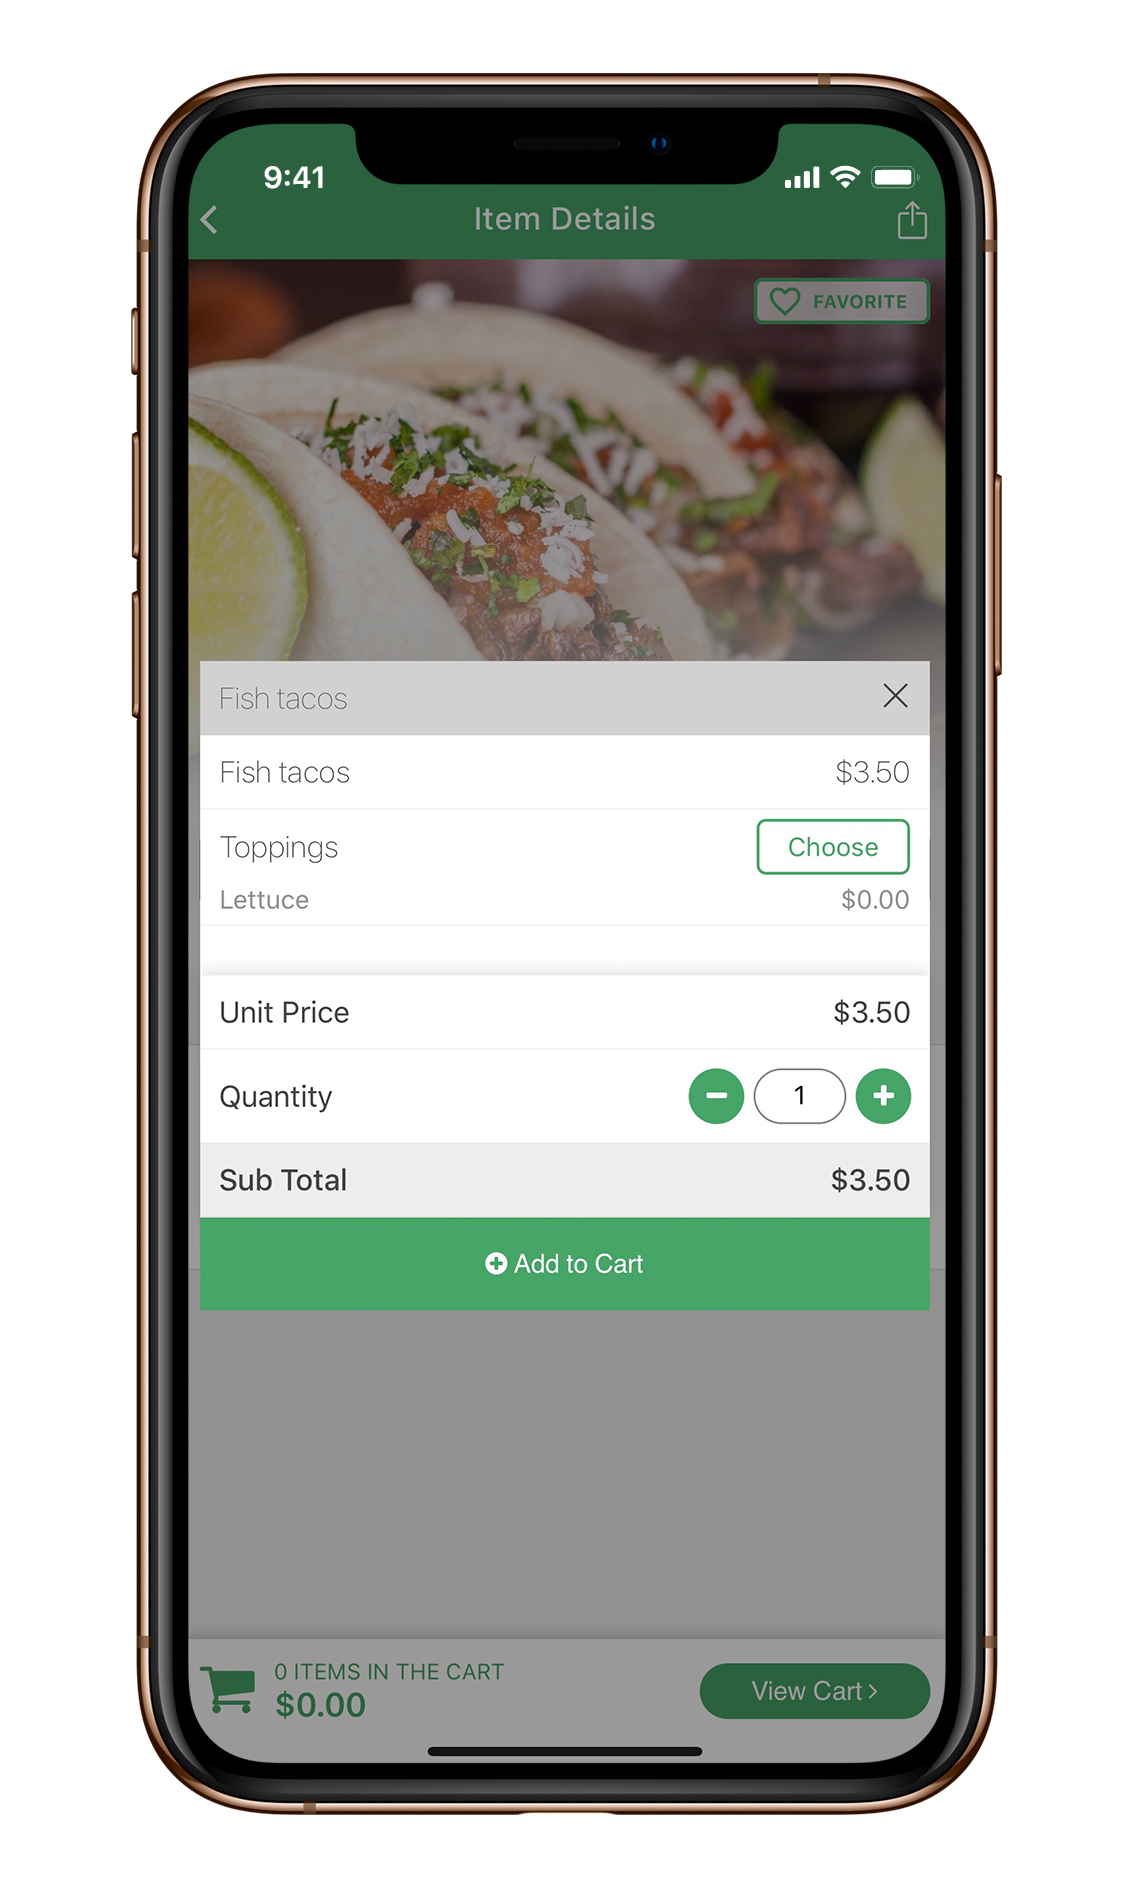 9:41
Item Details
FAVORITE
Fish tacos
Fish tacos $3.50
Toppings Choose
Lettuce $0.00
Unit Price $3.50
Quantity 1
Sub Total $3.50
Add to Cart
0 ITEMS IN THE CART
$0.00
View Cart